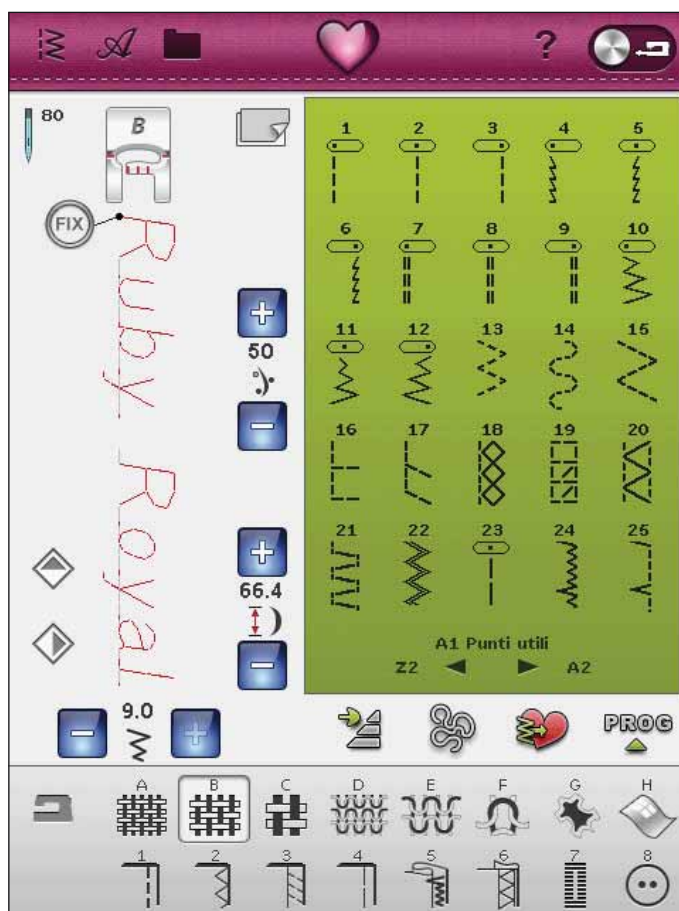 A ?
80 B
FIX
Ruby Royal
50
66.4
9.0
1 2 3 4 5
6 7 8 9 10
11 12 13 14 15
16 17 18 19 20
21 22 23 24 25
A1 Punti utili
Z2 A2
PROG
A B C D E F G H
1 2 3 4 5 6 7 8